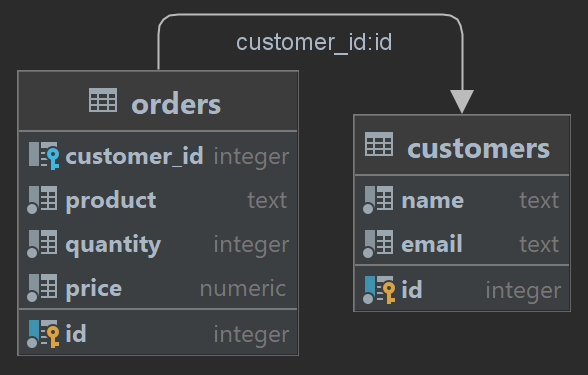 customer_id:id
orders
customer_id integer
product text
quantity integer
price numeric
id integer
customers
name text
email text
id integer